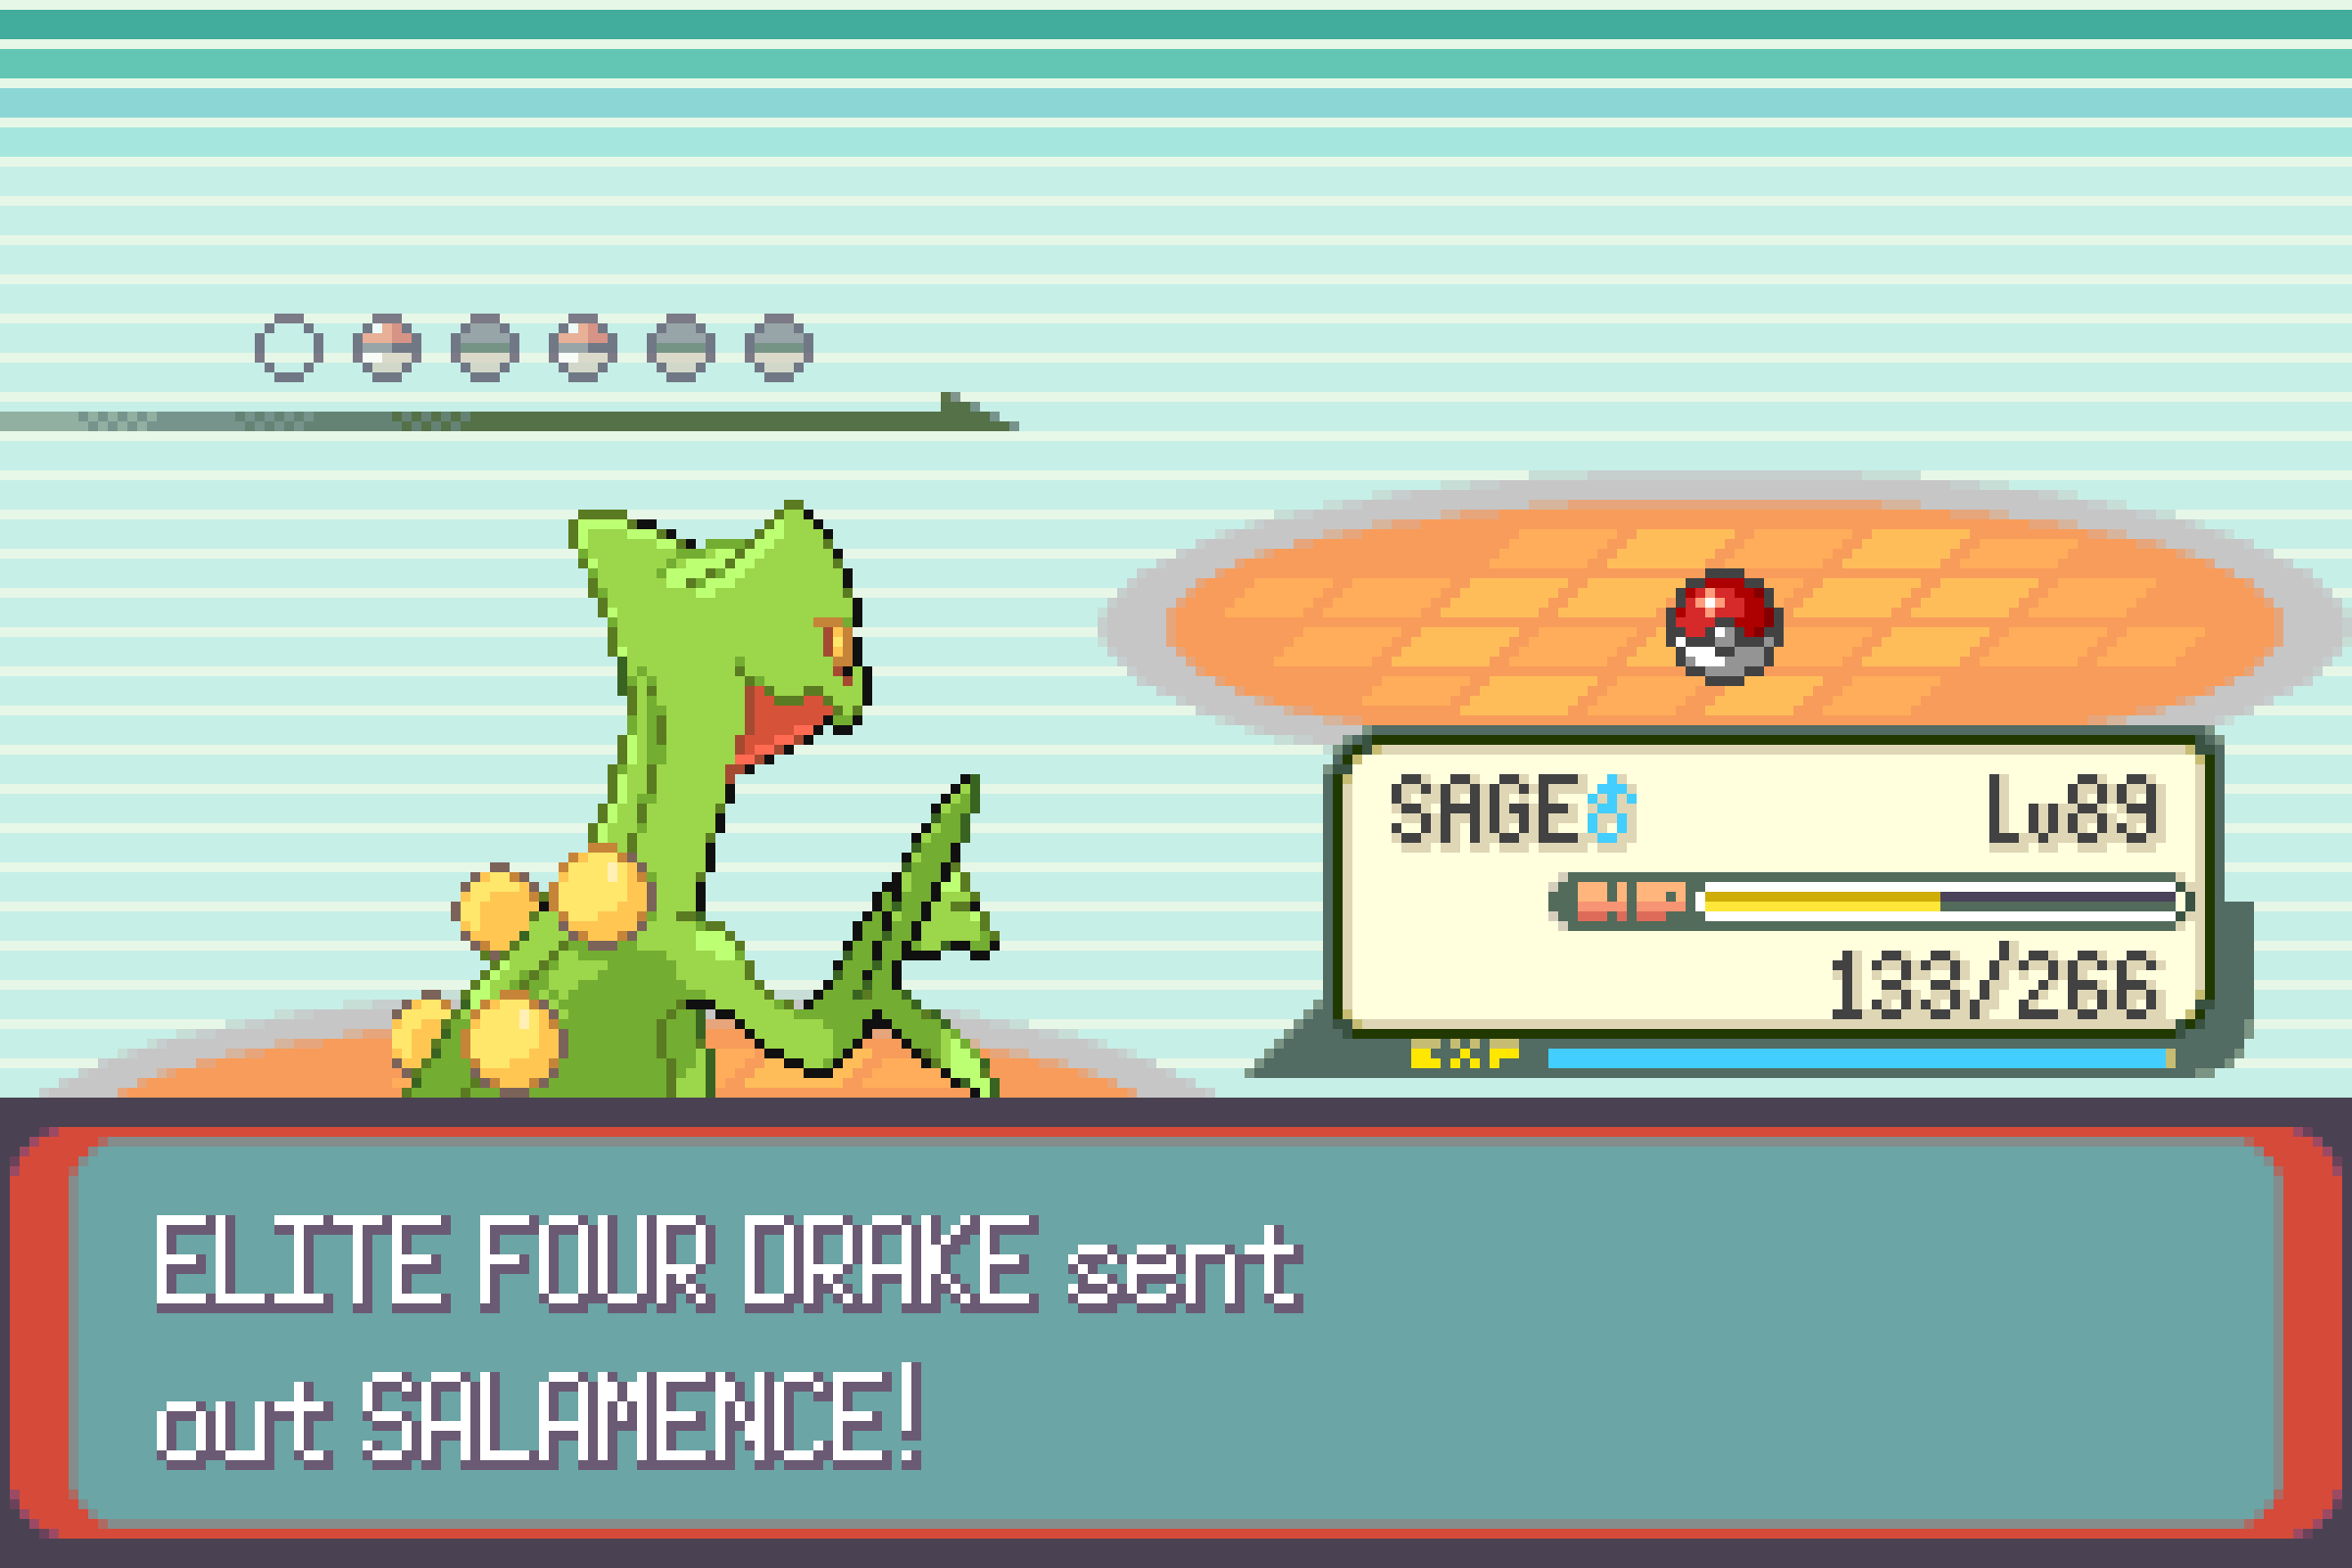 SAGE♂ Lv89
HP
133/266
EXP
ELITE FOUR DRAKE sent
out SALAMENCE!